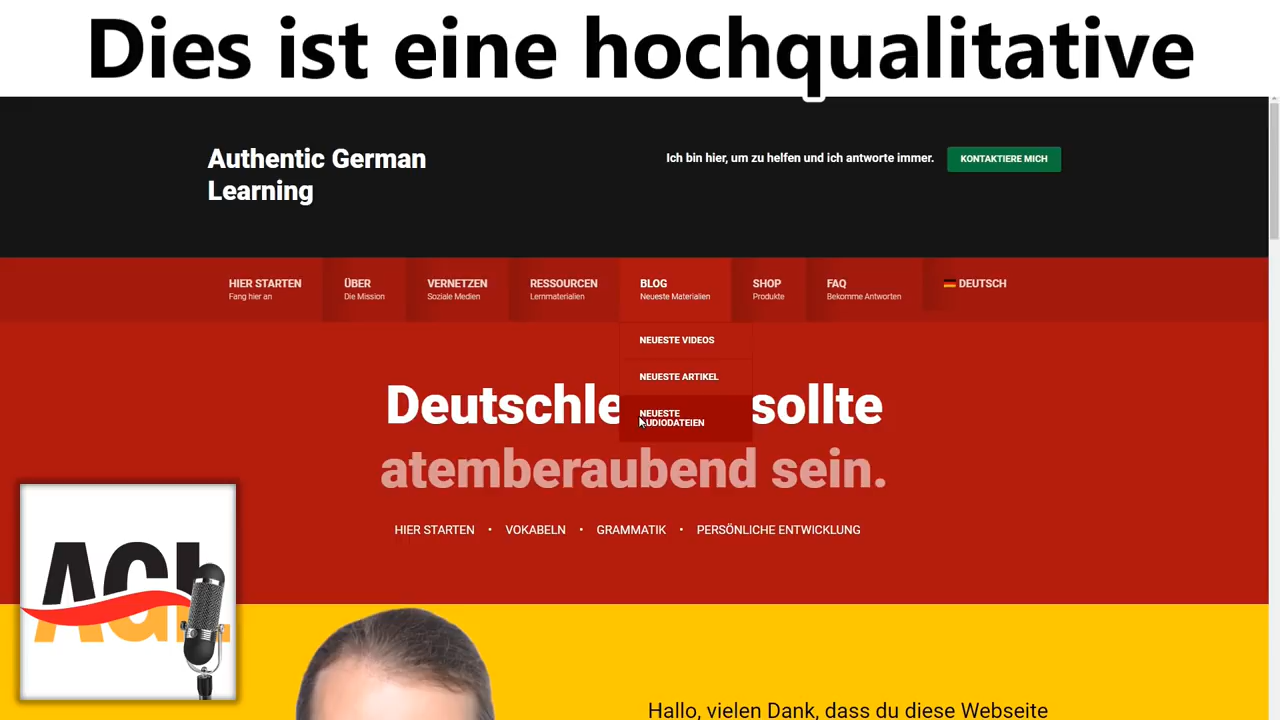 Dies ist eine hochqualitative
Authentic German
Learning
Ich bin hier, um zu helfen und ich antworte immer.
KONTAKTIERE MICH
HIER STARTEN
Fang hier an
ÜBER
Die Mission
VERNETZEN
Soziale Medien
RESSOURCEN
Lernmaterialien
BLOG
Neueste Materialien
SHOP
Produkte
FAQ
Bekomme Antworten
DEUTSCH
NEUESTE VIDEOS
NEUESTE ARTIKEL
NEUESTE
AUDIODATEIEN
Deutschle sollte
atemberaubend sein.
HIER STARTEN • VOKABELN • GRAMMATIK • PERSÖNLICHE ENTWICKLUNG
AGL
Hallo, vielen Dank, dass du diese Webseite